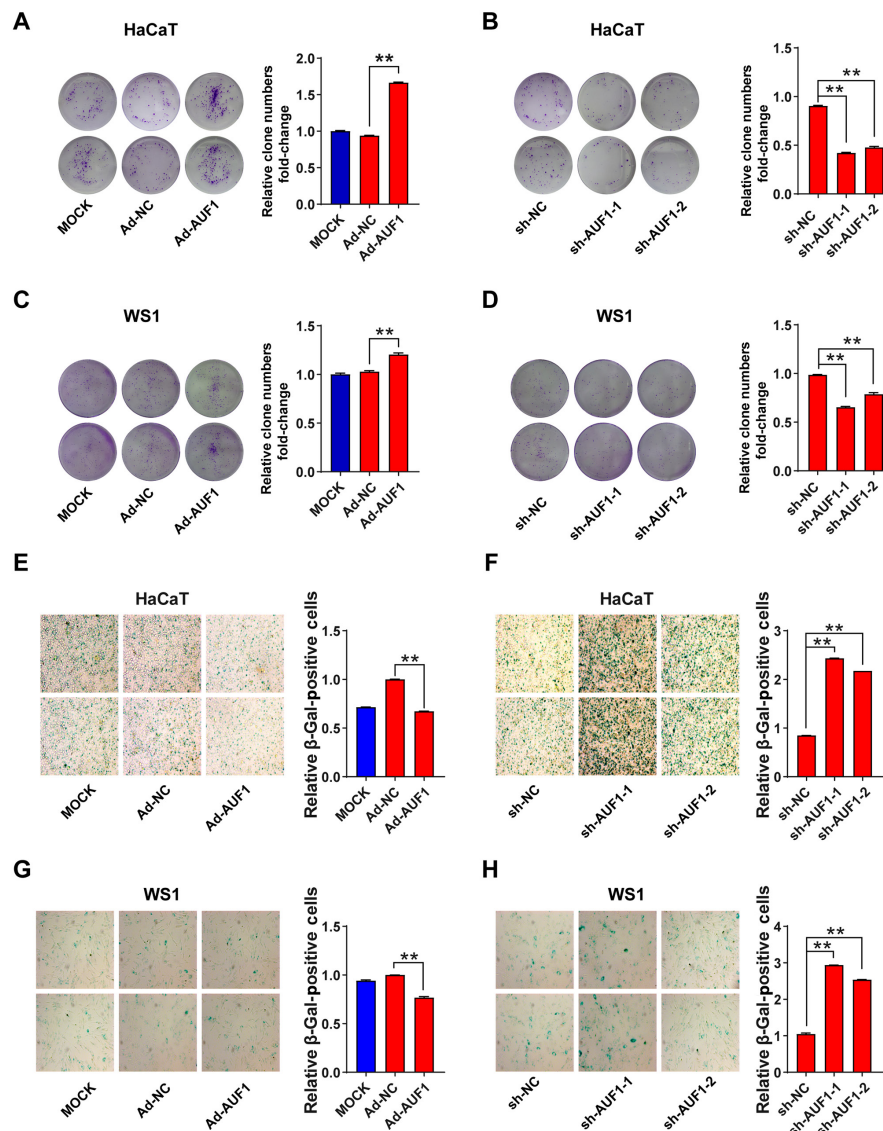 A
HaCaT
MOCK
Ad-NC
Ad-AUF1
Relative clone numbers
fold-change
2.0
1.5
1.0
0.5
0.0
**
MOCK
Ad-NC
Ad-AUF1
B
HaCaT
sh-NC
sh-AUF1-1
sh-AUF1-2
Relative clone numbers
fold-change
1.5
1.0
0.5
0.0
**
**
sh-NC
sh-AUF1-1
sh-AUF1-2
C
WS1
MOCK
Ad-NC
Ad-AUF1
Relative clone numbers
fold-change
1.5
1.0
0.5
0.0
**
MOCK
Ad-NC
Ad-AUF1
D
WS1
sh-NC
sh-AUF1-1
sh-AUF1-2
Relative clone numbers
fold-change
1.5
1.0
0.5
0.0
**
**
sh-NC
sh-AUF1-1
sh-AUF1-2
E
HaCaT
MOCK
Ad-NC
Ad-AUF1
Relative β-Gal-positive cells
1.5
1.0
0.5
0.0
**
MOCK
Ad-NC
Ad-AUF1
F
HaCaT
sh-NC
sh-AUF1-1
sh-AUF1-2
Relative β-Gal-positive cells
3
2
1
0
**
**
sh-NC
sh-AUF1-1
sh-AUF1-2
G
WS1
MOCK
Ad-NC
Ad-AUF1
Relative β-Gal-positive cells
1.5
1.0
0.5
0.0
**
MOCK
Ad-NC
Ad-AUF1
H
WS1
sh-NC
sh-AUF1-1
sh-AUF1-2
Relative β-Gal-positive cells
4
3
2
1
0
**
**
sh-NC
sh-AUF1-1
sh-AUF1-2